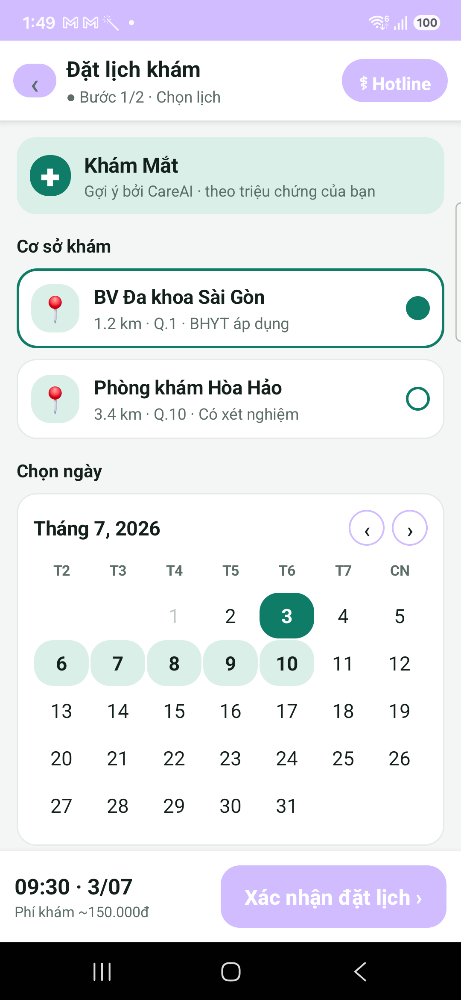 1:49
6
100
‹
Đặt lịch khám
● Bước 1/2 · Chọn lịch
Hotline
Khám Mắt
Gợi ý bởi CareAI · theo triệu chứng của bạn
Cơ sở khám
BV Đa khoa Sài Gòn
1.2 km · Q.1 · BHYT áp dụng
Phòng khám Hòa Hảo
3.4 km · Q.10 · Có xét nghiệm
Chọn ngày
Tháng 7, 2026
‹ ›
T2 T3 T4 T5 T6 T7 CN
1 2 3 4 5
6 7 8 9 10 11 12
13 14 15 16 17 18 19
20 21 22 23 24 25 26
27 28 29 30 31
09:30 · 3/07
Phí khám ~150.000đ
Xác nhận đặt lịch ›